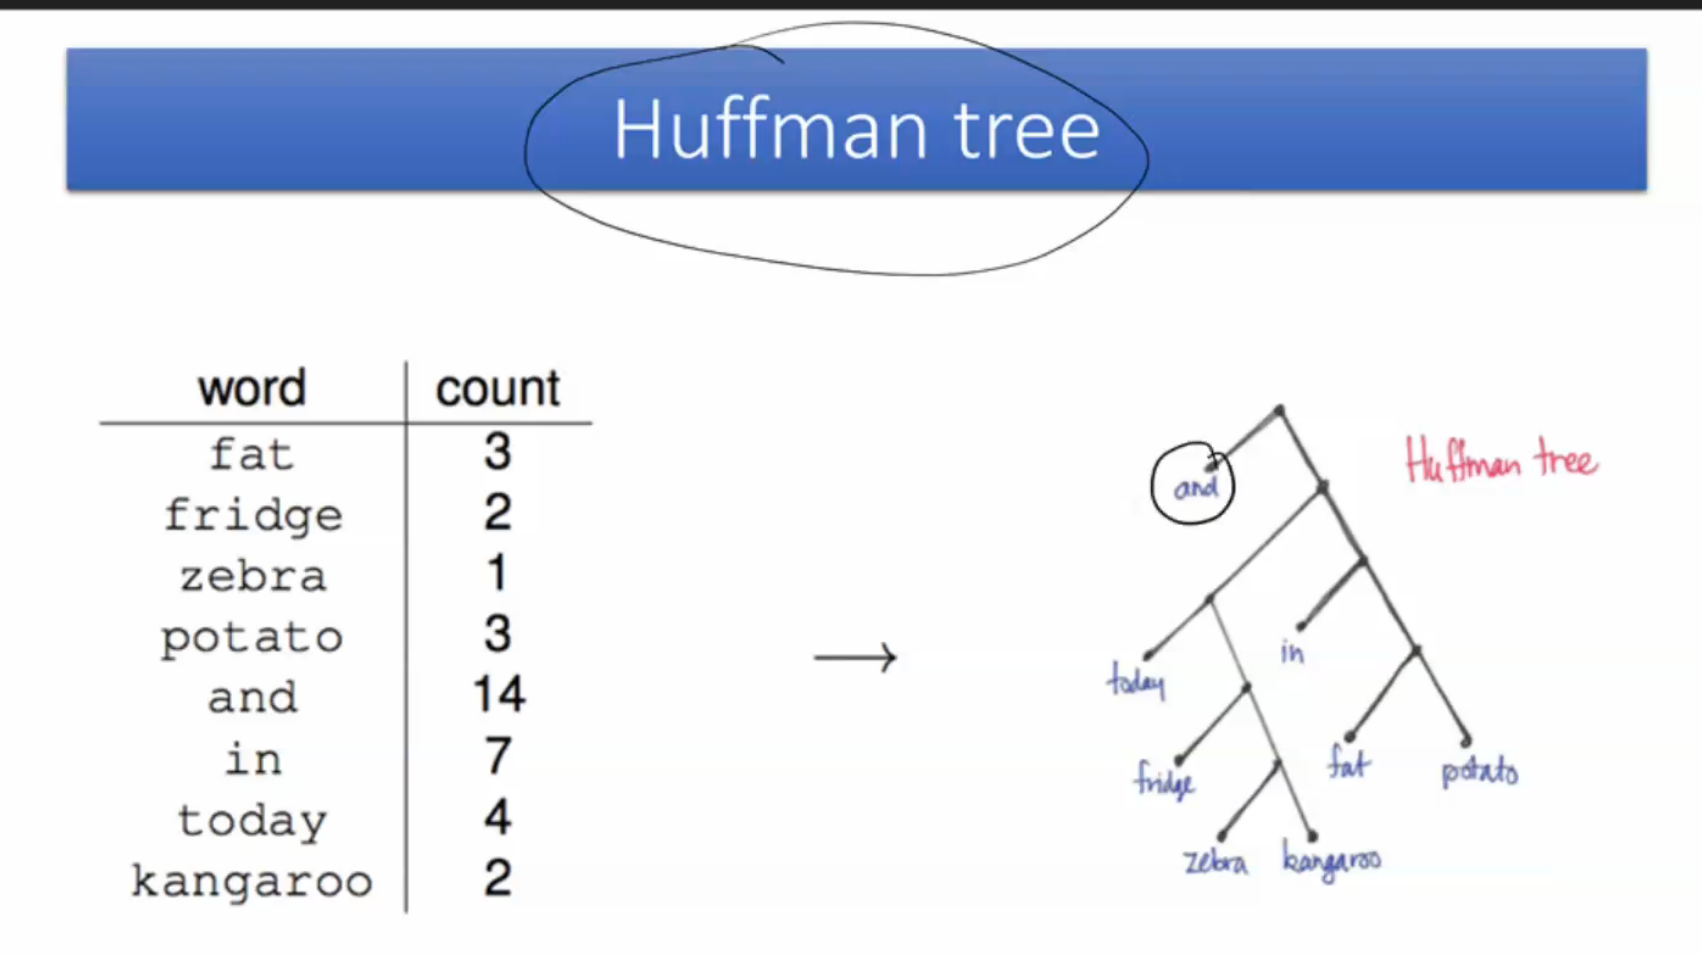 Huffman tree
word count
fat 3
fridge 2
zebra 1
potato 3
and 14
in 7
today 4
kangaroo 2
Huffman tree
and
in
today
fat
potato
fridge
zebra
kangaroo